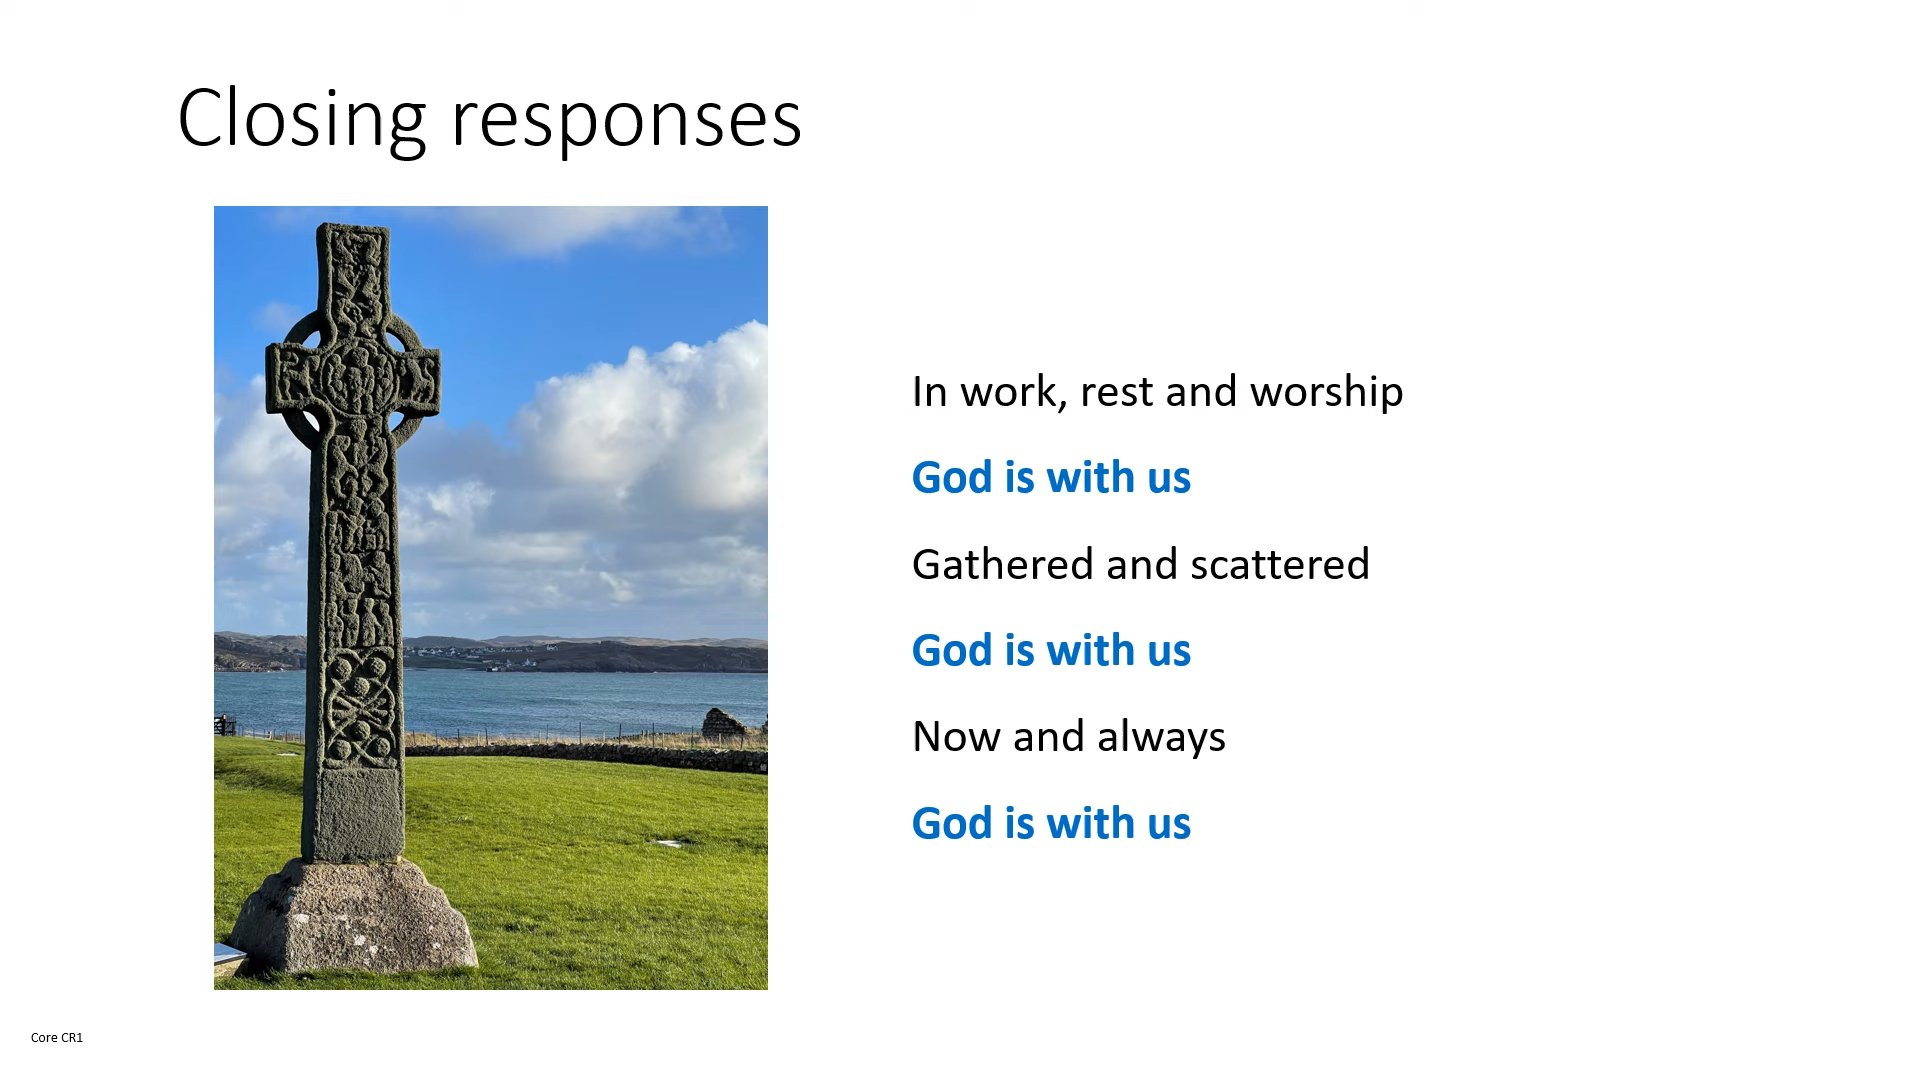 Closing responses
In work, rest and worship
God is with us
Gathered and scattered
God is with us
Now and always
God is with us
Core CR1